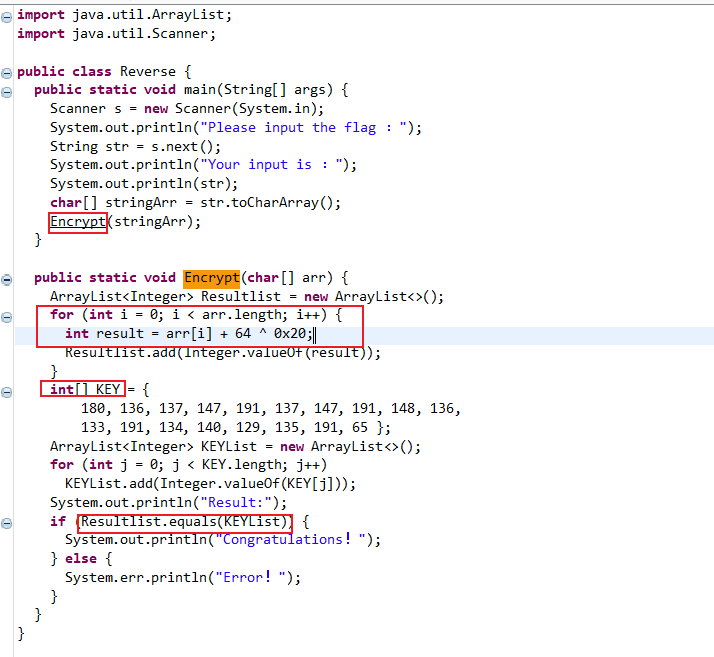 import java.util.ArrayList;
import java.util.Scanner;
public class Reverse {
public static void main(String[] args) {
Scanner s = new Scanner(System.in);
System.out.println("Please input the flag : ");
String str = s.next();
System.out.println("Your input is : ");
System.out.println(str);
char[] stringArr = str.toCharArray();
Encrypt(stringArr);
}
public static void Encrypt(char[] arr) {
ArrayList<Integer> Resultlist = new ArrayList<>();
for (int i = 0; i < arr.length; i++) {
int result = arr[i] + 64 ^ 0x20;
Resultlist.add(Integer.valueOf(result));
}
int[] KEY = {
180, 136, 137, 147, 191, 137, 147, 191, 148, 136,
133, 191, 134, 140, 129, 135, 191, 65 };
ArrayList<Integer> KEYList = new ArrayList<>();
for (int j = 0; j < KEY.length; j++)
KEYList.add(Integer.valueOf(KEY[j]));
System.out.println("Result:");
if (Resultlist.equals(KEYList)) {
System.out.println("Congratulations！");
} else {
System.err.println("Error！");
}
}
}